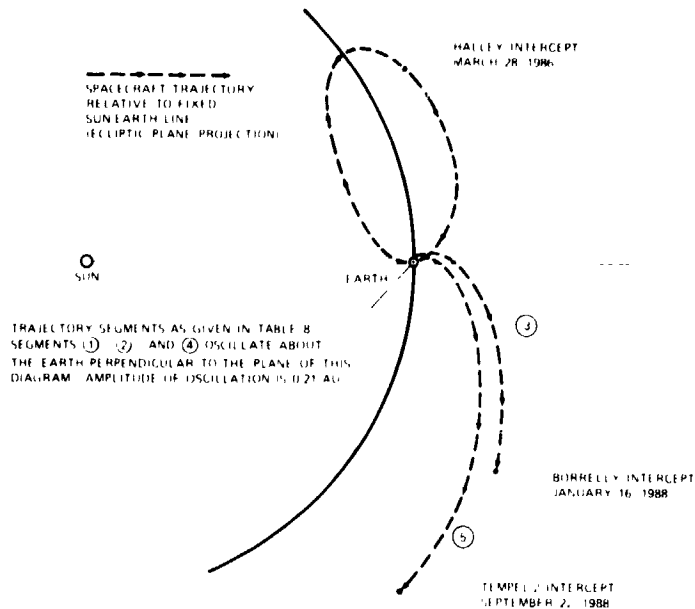 HALLEY INTERCEPT
MARCH 28, 1986
SPACECRAFT TRAJECTORY
RELATIVE TO FIXED
SUN EARTH LINE
(ECLIPTIC PLANE PROJECTION)
SUN
EARTH
3
TRAJECTORY SEGMENTS AS GIVEN IN TABLE 8
SEGMENTS 1 2 AND 4 OSCILLATE ABOUT
THE EARTH PERPENDICULAR TO THE PLANE OF THIS
DIAGRAM AMPLITUDE OF OSCILLATION IS 0.21 AU
BORRELLY INTERCEPT
JANUARY 16, 1988
5
TEMPEL 2 INTERCEPT
SEPTEMBER 2, 1988